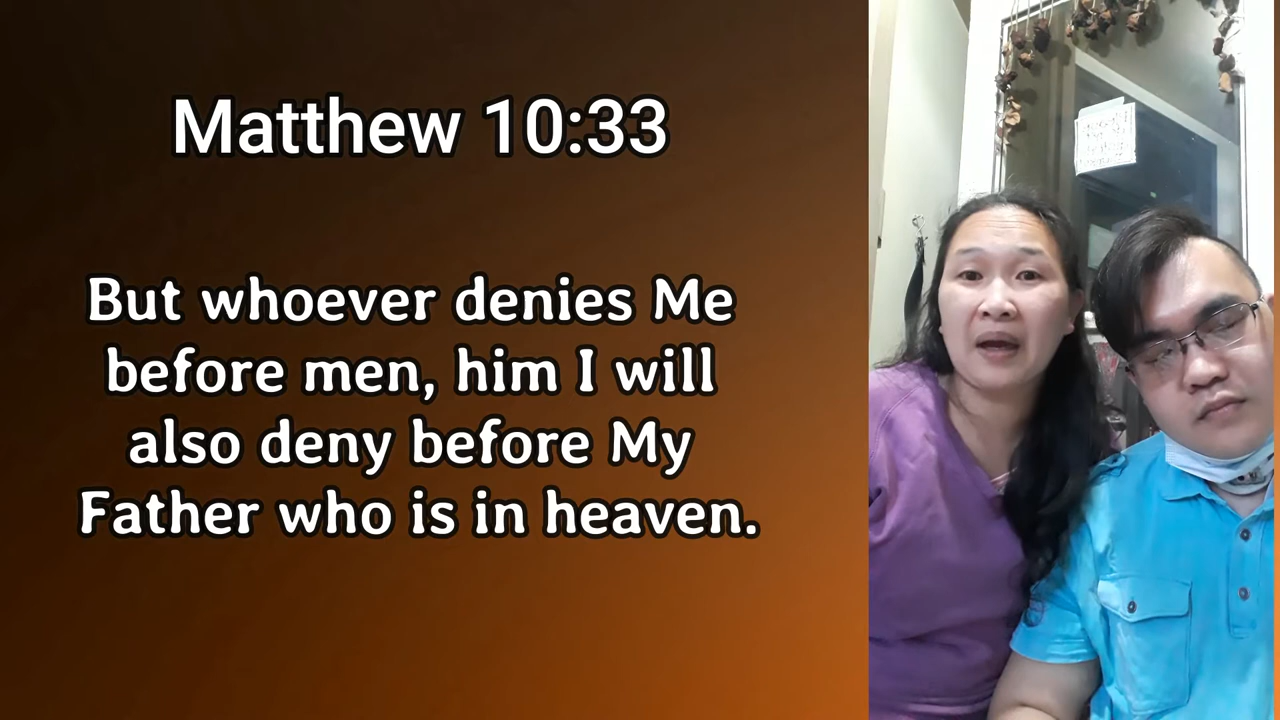 Matthew 10:33
But whoever denies Me
before men, him I will
also deny before My
Father who is in heaven.